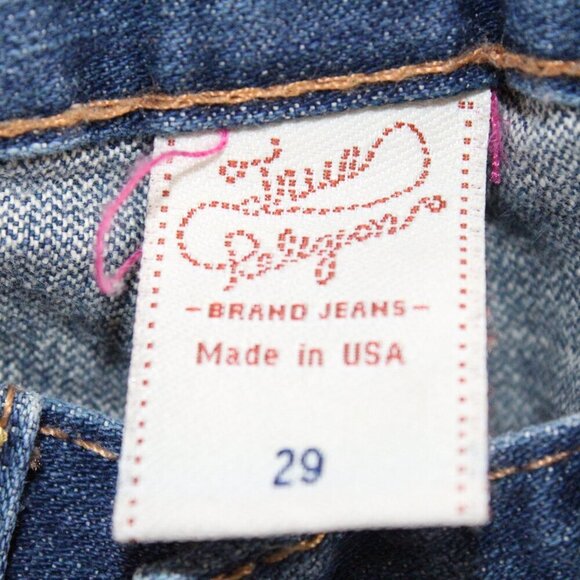 True
Religion
- BRAND JEANS -
Made in USA
29